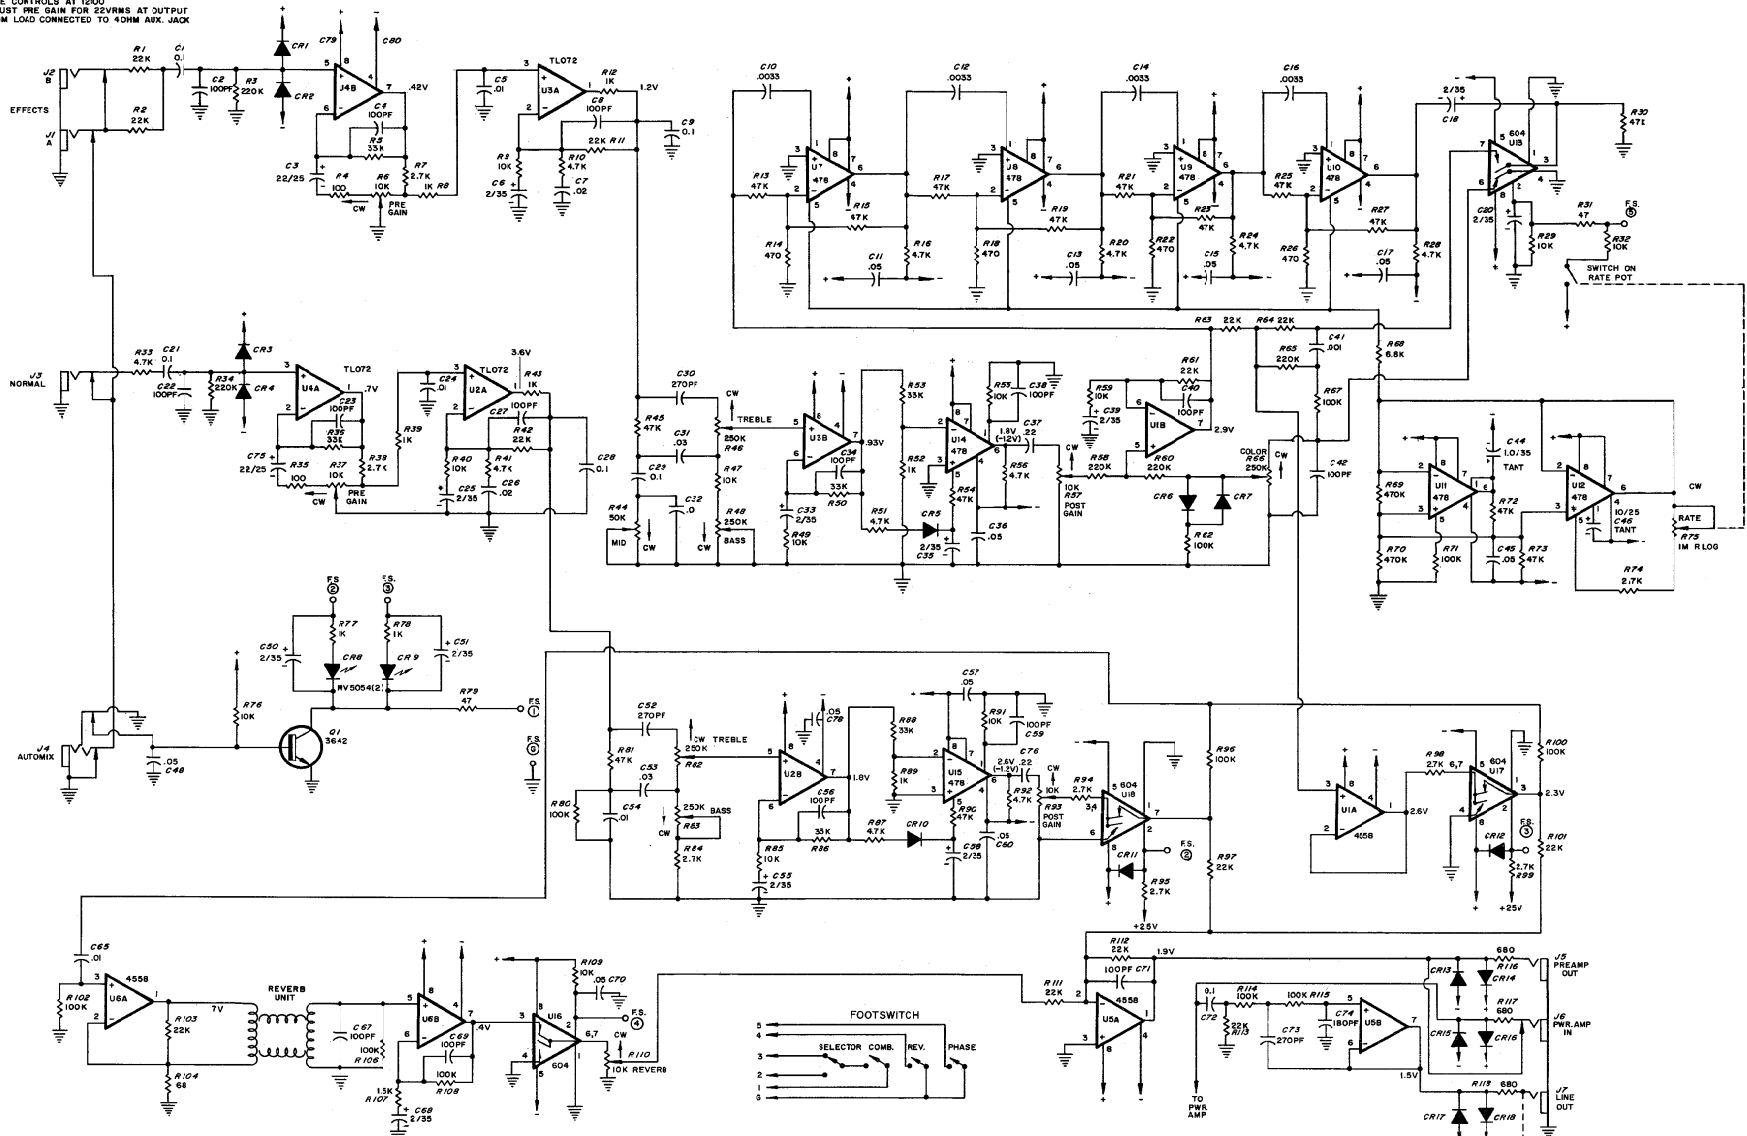 E CONTROLS AT 12:00
UST PRE GAIN FOR 22VRMS AT OUTPUT
M LOAD CONNECTED TO 4OHM AUX. JACK
J2
B
EFFECTS
J1
A
R1
22K
R2
22K
C1
0.1
C2
100PF
R3
220K
CR1
CR2
C79
C80
.42V
C4
100PF
R5
33K
C3
22/25
R4
100
R6
10K
CW
PRE
GAIN
R7
2.7K
1K R8
C5
.01
TL072
U3A
R12
1K
1.2V
C8
100PF
22K R11
R9
10K
R10
4.7K
C6
2/35
C7
.02
C9
0.1
C10
.0033
C12
.0033
C14
.0033
C16
.0033
2/35
C18
604
U13
R30
R13
47K
U7
478
R17
47K
478
R21
47K
U9
478
R25
47K
U10
478
R15
47K
R19
47K
R23
47K
R27
47K
R14
470
R16
4.7K
R18
470
R20
4.7K
R22
470
R24
4.7K
R26
470
R28
4.7K
C11
.05
C13
.05
C15
.05
C17
.05
C20
2/35
R29
10K
R31
47
R32
10K
F.S.
5
SWITCH ON
RATE POT
J3
NORMAL
R33
4.7K
C21
0.1
C22
100PF
R34
220K
CR3
CR4
TL072
U4A
.7V
C23
100PF
33K
C75
22/25
R35
100
R37
10K
CW
PRE
GAIN
R38
2.7K
R39
1K
C24
.01
TL072
U2A
3.6V
R43
1K
C27
100PF
R42
22K
R40
10K
R41
4.7K
C25
2/35
C26
.02
C28
0.1
C30
270PF
CW
TREBLE
250K
R46
R45
47K
C31
.03
R47
10K
C29
0.1
C32
R44
50K
MID
CW
R48
250K
BASS
CW
U3B
.93V
C34
100PF
33K
R50
C33
2/35
R49
10K
R51
4.7K
CR5
R53
33K
R52
1K
U14
478
R54
47K
2/35
C35
R55
10K
C38
100PF
1.8V
(-12V)
C37
.22
R56
4.7K
C36
.05
CW
10K
R57
POST
GAIN
R58
220K
R59
10K
C39
2/35
R61
22K
C40
100PF
U1B
2.9V
R60
220K
CR6
CR7
R62
100K
R63
22K
R64 22K
R65
220K
C41
.001
R67
100K
COLOR
R66
250K
CW
C42
100PF
R68
6.8K
R69
470K
R70
470K
U11
478
R71
100K
C44
1.0/35
TANT
R72
47K
C45
.05
R73
47K
U12
478
10/25
C46
TANT
R74
2.7K
CW
RATE
R75
1M R LOG
F.S.
2
F.S.
3
R77
1K
R78
1K
C50
2/35
C51
2/35
CR8
CR9
MV5054(2)
R79
47
F.S.
1
F.S.
G
R76
10K
Q1
3642
J4
AUTOMIX
.05
C48
C52
270PF
CW TREBLE
250K
R82
R81
47K
C53
.03
R80
100K
C54
.01
250K
BASS
R83
CW
R84
2.7K
.05
C78
U2B
1.8V
C56
100PF
33K
R86
R85
10K
C55
2/35
R87
4.7K
CR10
R88
33K
R89
1K
U15
478
R90
47K
C58
2/35
C57
.05
R91
10K
100PF
C59
2.6V
(-1.2V)
C76
.22
R92
4.7K
.05
C60
CW
10K
R93
POST
GAIN
R94
2.7K
604
U18
CR11
F.S.
2
R95
2.7K
+25V
R96
100K
R97
22K
U1A
4558
2.6V
R98
2.7K
604
U17
CR12
F.S.
3
2.7K
R99
+25V
2.3V
R100
100K
R101
22K
C65
.01
4558
U6A
R102
100K
7V
REVERB
UNIT
R103
22K
R104
68
C67
100PF
100K
R106
U6B
.4V
C69
100PF
100K
R108
1.5K
R107
C68
2/35
R109
10K
.05 C70
U16
604
F.S.
4
CW
R110
10K REVERB
FOOTSWITCH
5
4
3
2
1
G
SELECTOR COMB. REV. PHASE
R111
22K
R112
22K
100PF C71
4558
U5A
1.9V
TO
PWR
AMP
0.1
C72
R114
100K
22K
R113
C73
270PF
100K R115
C74
180PF
U5B
1.5V
680
R116
CR13
CR14
J5
PREAMP
OUT
R117
680
CR15
CR16
J6
PWR.AMP
IN
680
CR17
CR18
J7
LINE
OUT